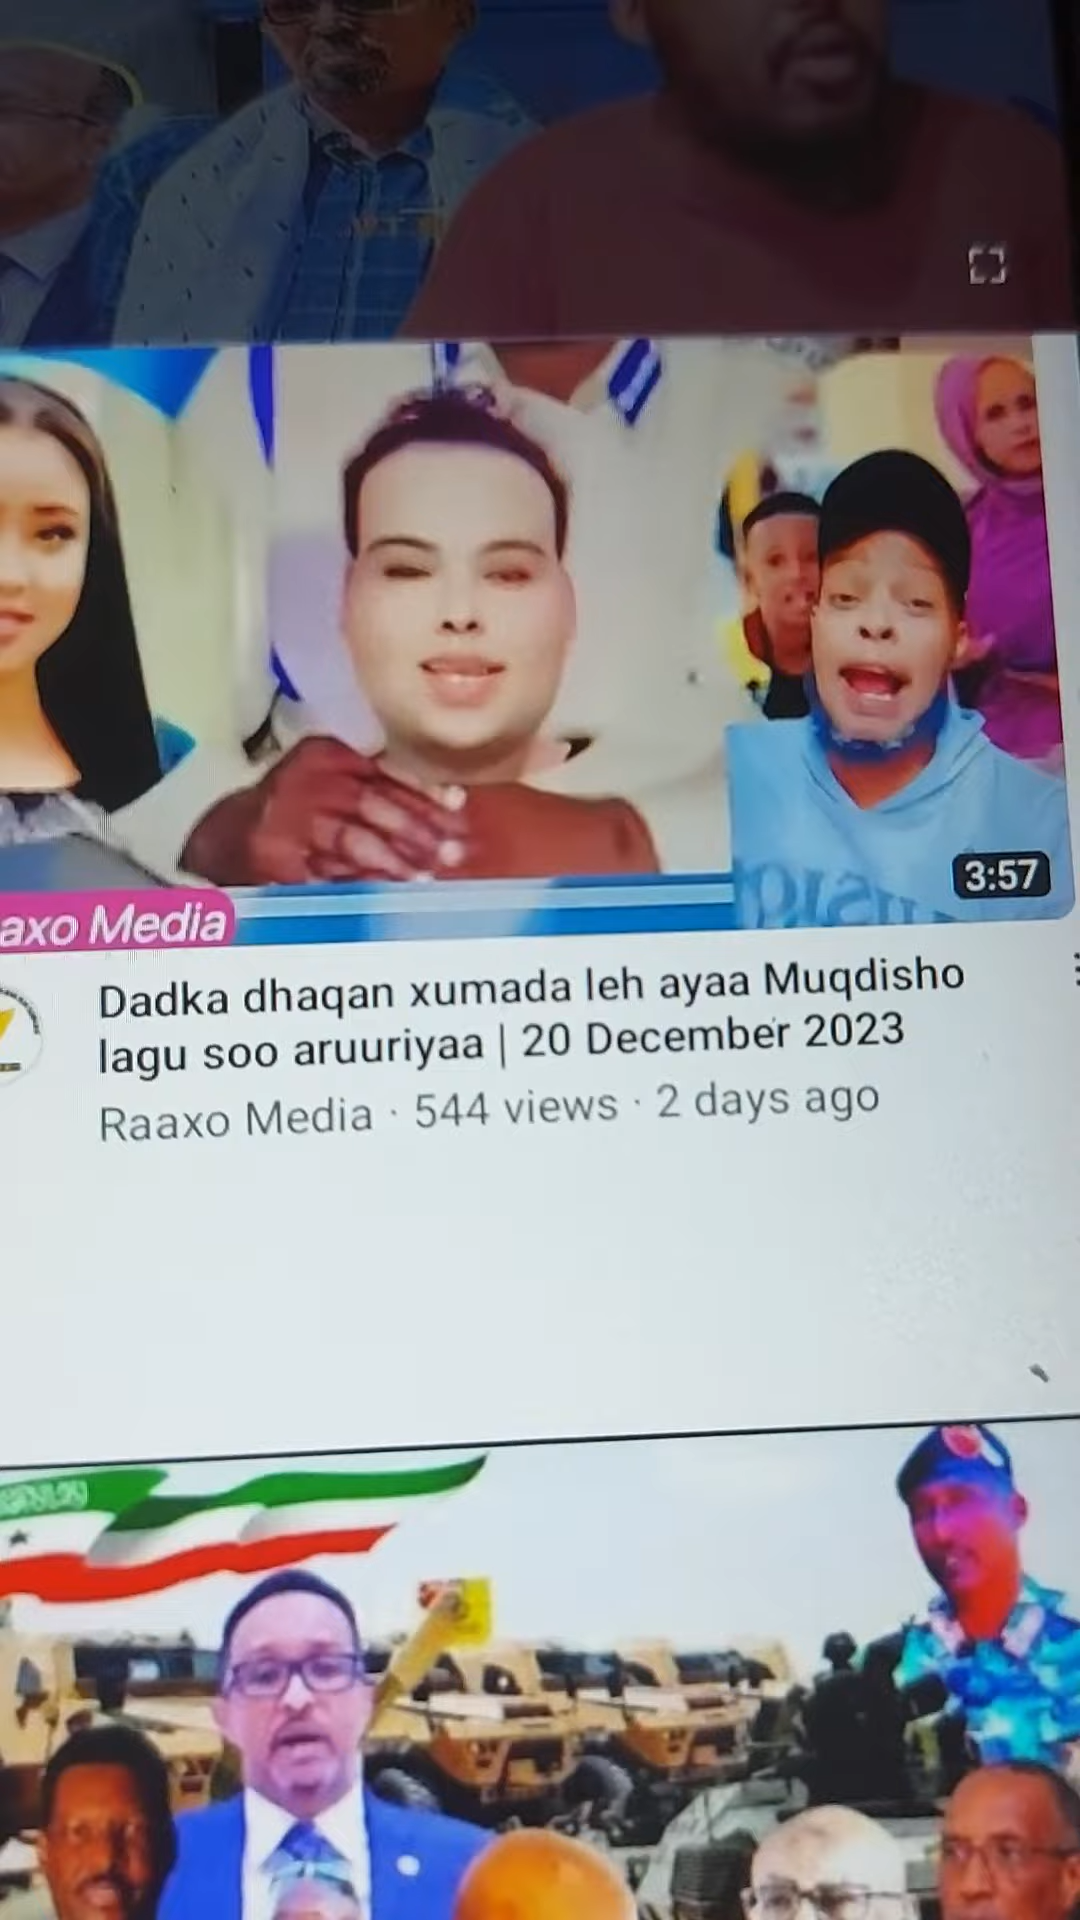 3:57
axo Media
Dadka dhaqan xumada leh ayaa Muqdisho
lagu soo aruuriyaa | 20 December 2023
Raaxo Media · 544 views · 2 days ago